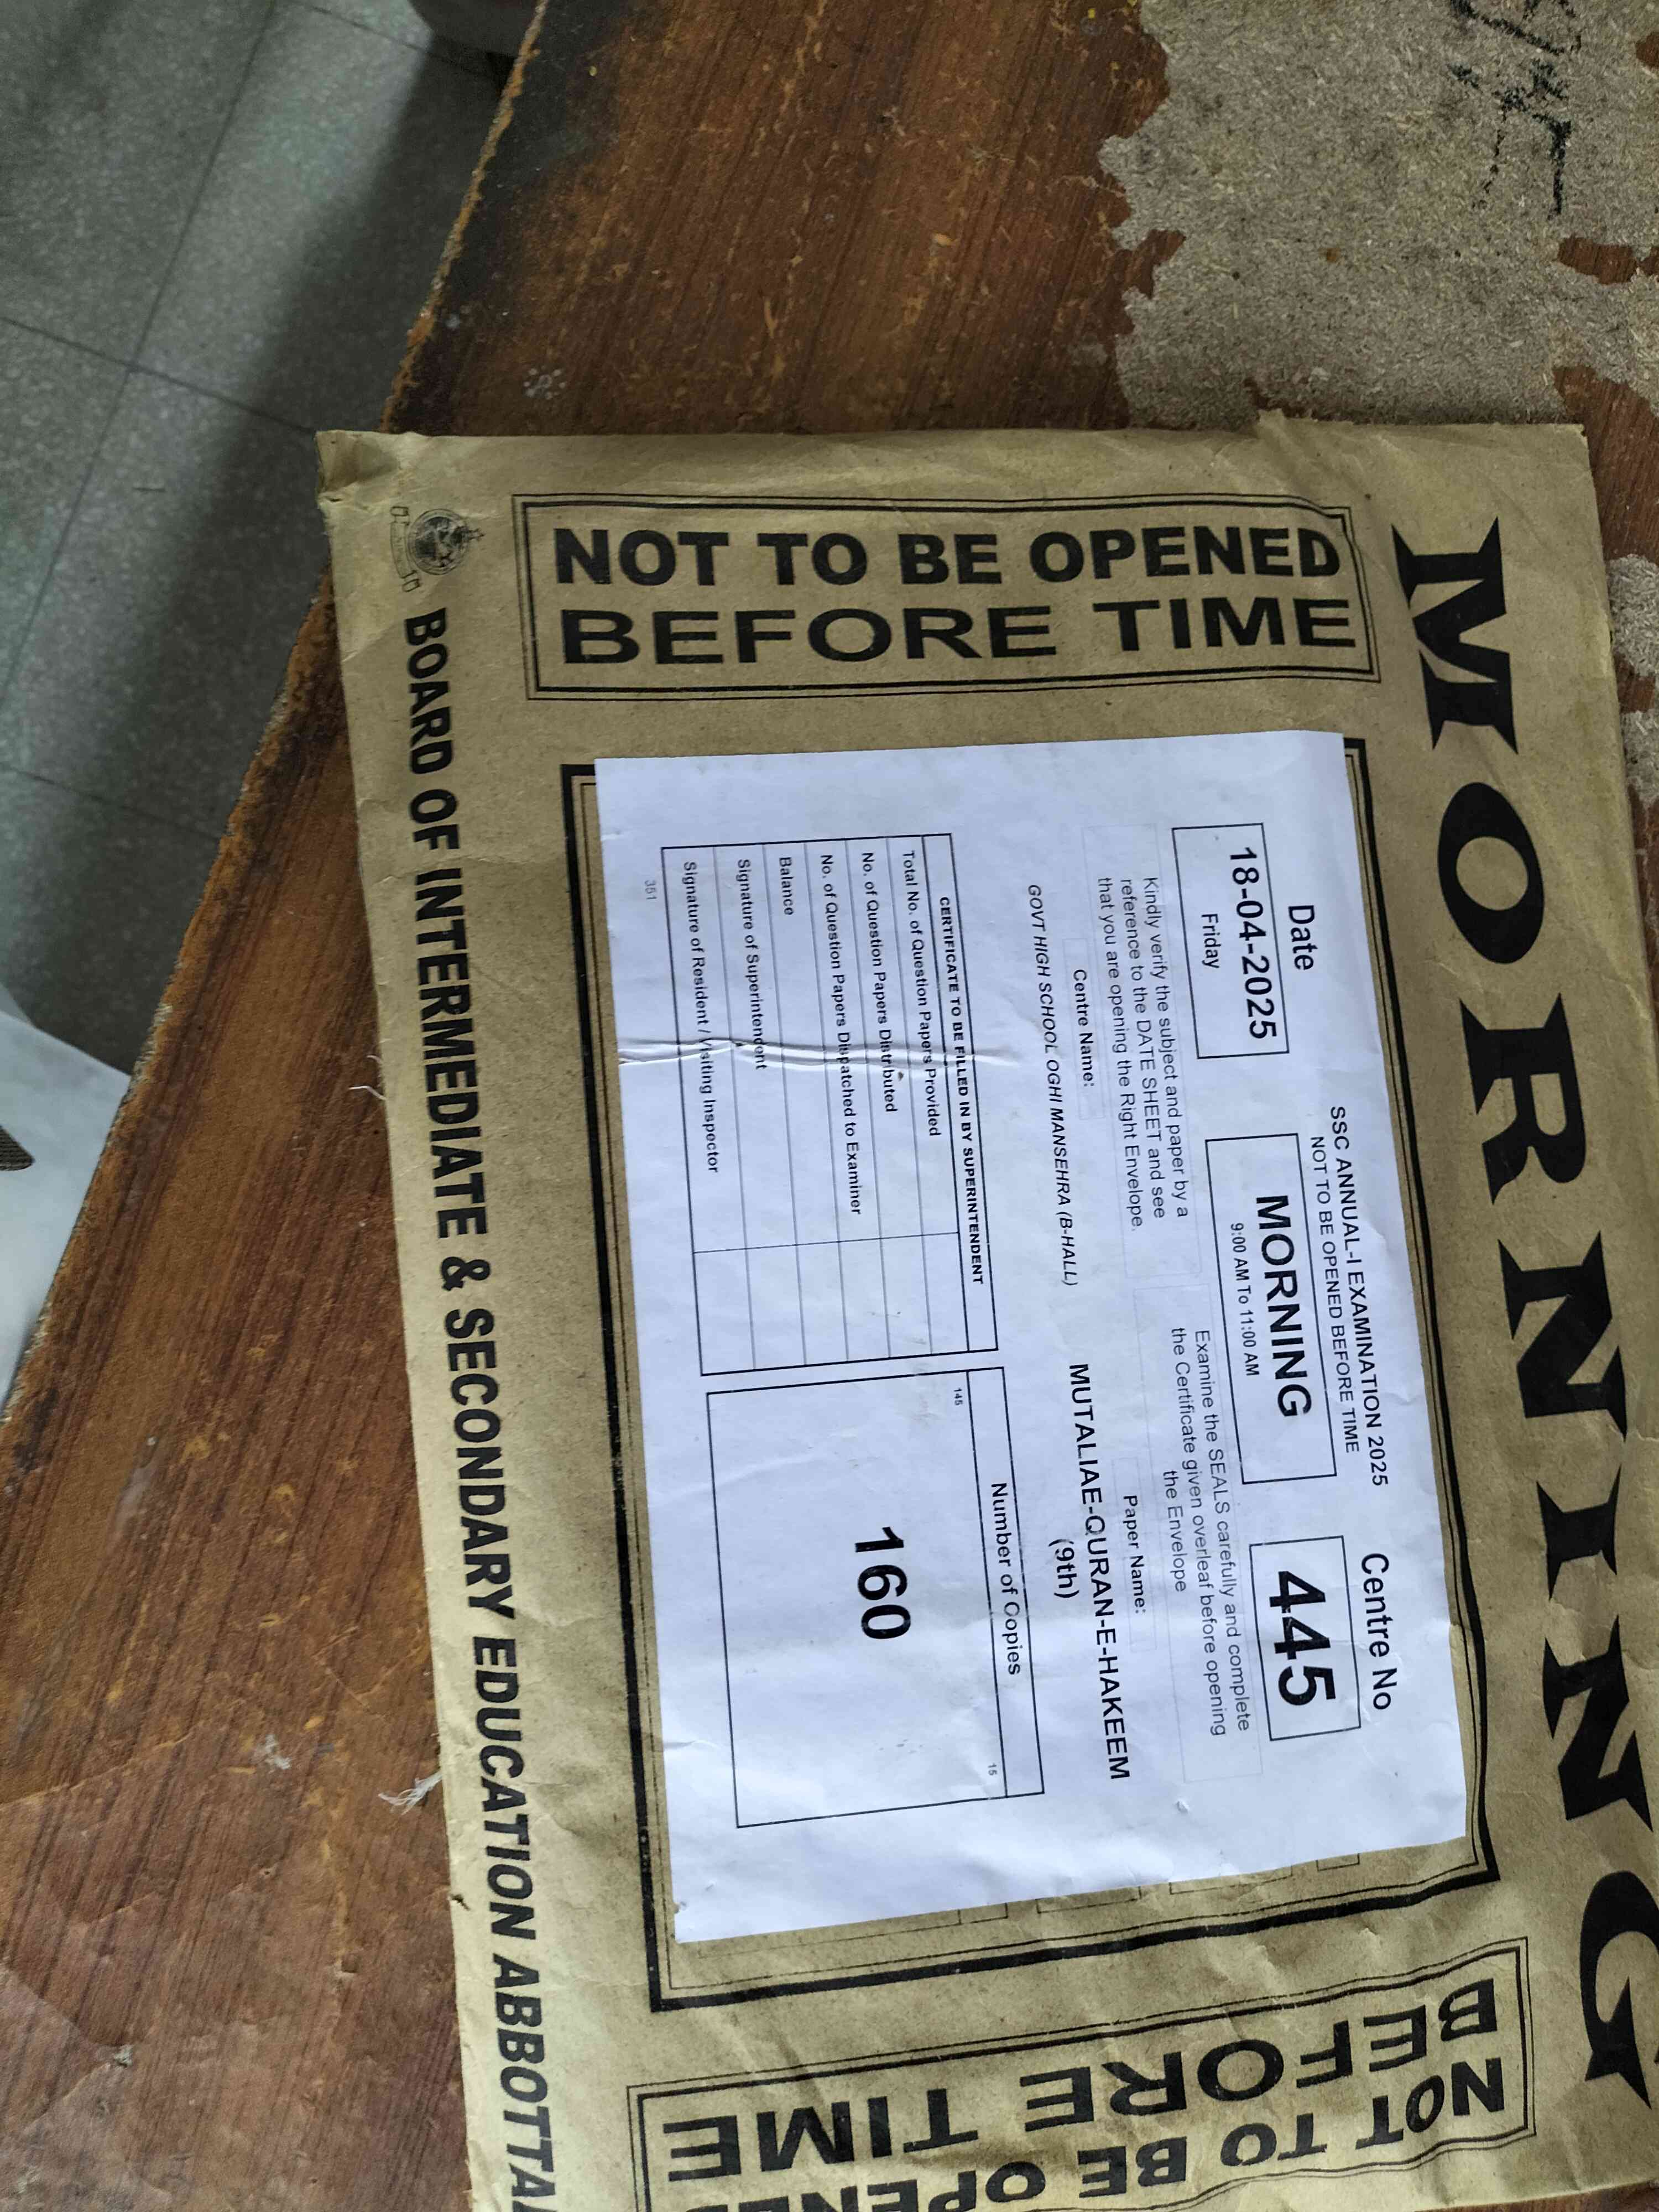 MORNING
NOT TO BE OPENED
BEFORE TIME
SSC ANNUAL-I EXAMINATION 2025
NOT TO BE OPENED BEFORE TIME
Date
18-04-2025
Friday
MORNING
9:00 AM To 11:00 AM
Centre No
445
Kindly verify the subject and paper by a
reference to the DATE SHEET and see
that you are opening the Right Envelope.
Examine the SEALS carefully and complete
the Certificate given overleaf before opening
the Envelope
Centre Name:
GOVT HIGH SCHOOL OGHI MANSEHRA (B-HALL)
Paper Name:
MUTALIAE-QURAN-E-HAKEEM
(9th)
CERTIFICATE TO BE FILLED IN BY SUPERINTENDENT
Total No. of Question Papers Provided
No. of Question Papers Distributed
No. of Question Papers Dispatched to Examiner
Balance
Signature of Superintendent
Signature of Resident / Visiting Inspector
351
Number of Copies
145
15
160
NOT TO BE OPENE
BEFORE TIME
BOARD OF INTERMEDIATE & SECONDARY EDUCATION ABBOTTA